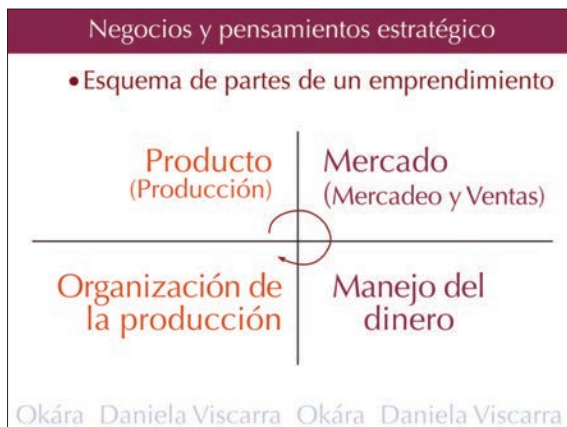 Negocios y pensamientos estratégico
• Esquema de partes de un emprendimiento
Producto
(Producción)
Mercado
(Mercadeo y Ventas)
Organización de
la producción
Manejo del
dinero
Okára Daniela Viscarra Okára Daniela Viscarra